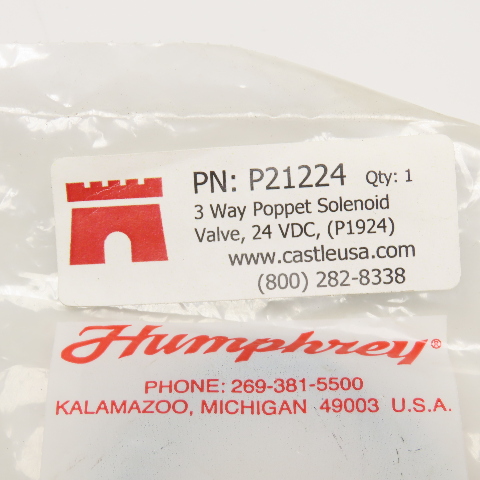 PN: P21224 Qty: 1
3 Way Poppet Solenoid
Valve, 24 VDC, (P1924)
www.castleusa.com
(800) 282-8338
Humphrey®
PHONE: 269-381-5500
KALAMAZOO, MICHIGAN 49003 U.S.A.